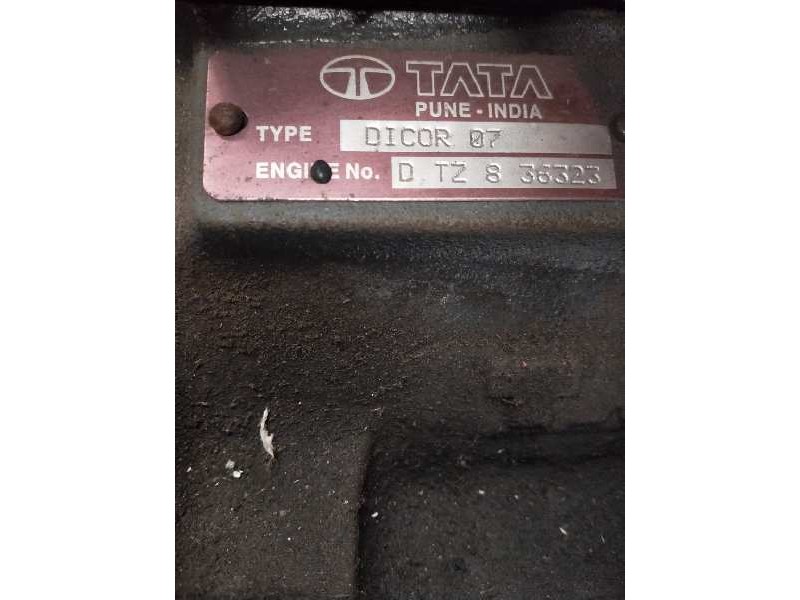 TATA
PUNE - INDIA
TYPE DICOR 07
ENGINE No. D TZ 8 36323